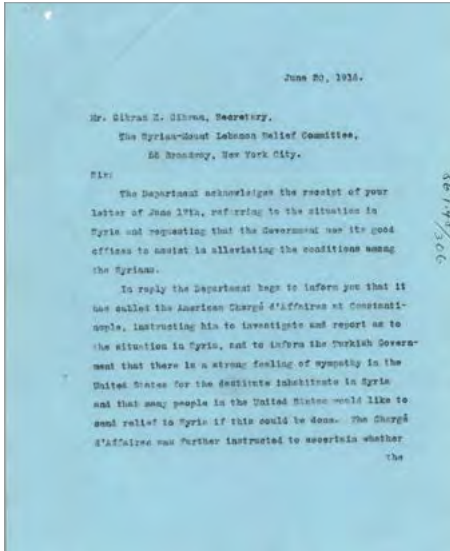 June 20, 1916.
Mr. Gibran K. Gibran, Secretary,
The Syrian-Mount Lebanon Relief Committee,
55 Broadway, New York City.
Sir:
The Department acknowledges the receipt of your
letter of June 17th, referring to the situation in
Syria and requesting that the Government use its good
offices to assist in alleviating the conditions among
the Syrians.
In reply the Department begs to inform you that it
has cabled the American Chargé d'Affaires at Constanti-
nople, instructing him to investigate and report as to
the situation in Syria, and to inform the Turkish Govern-
ment that there is a strong feeling of sympathy in the
United States for the destitute inhabitants in Syria
and that many people in the United States would like to
send relief to Syria if this could be done. The Chargé
d'Affaires was further instructed to ascertain whether
the